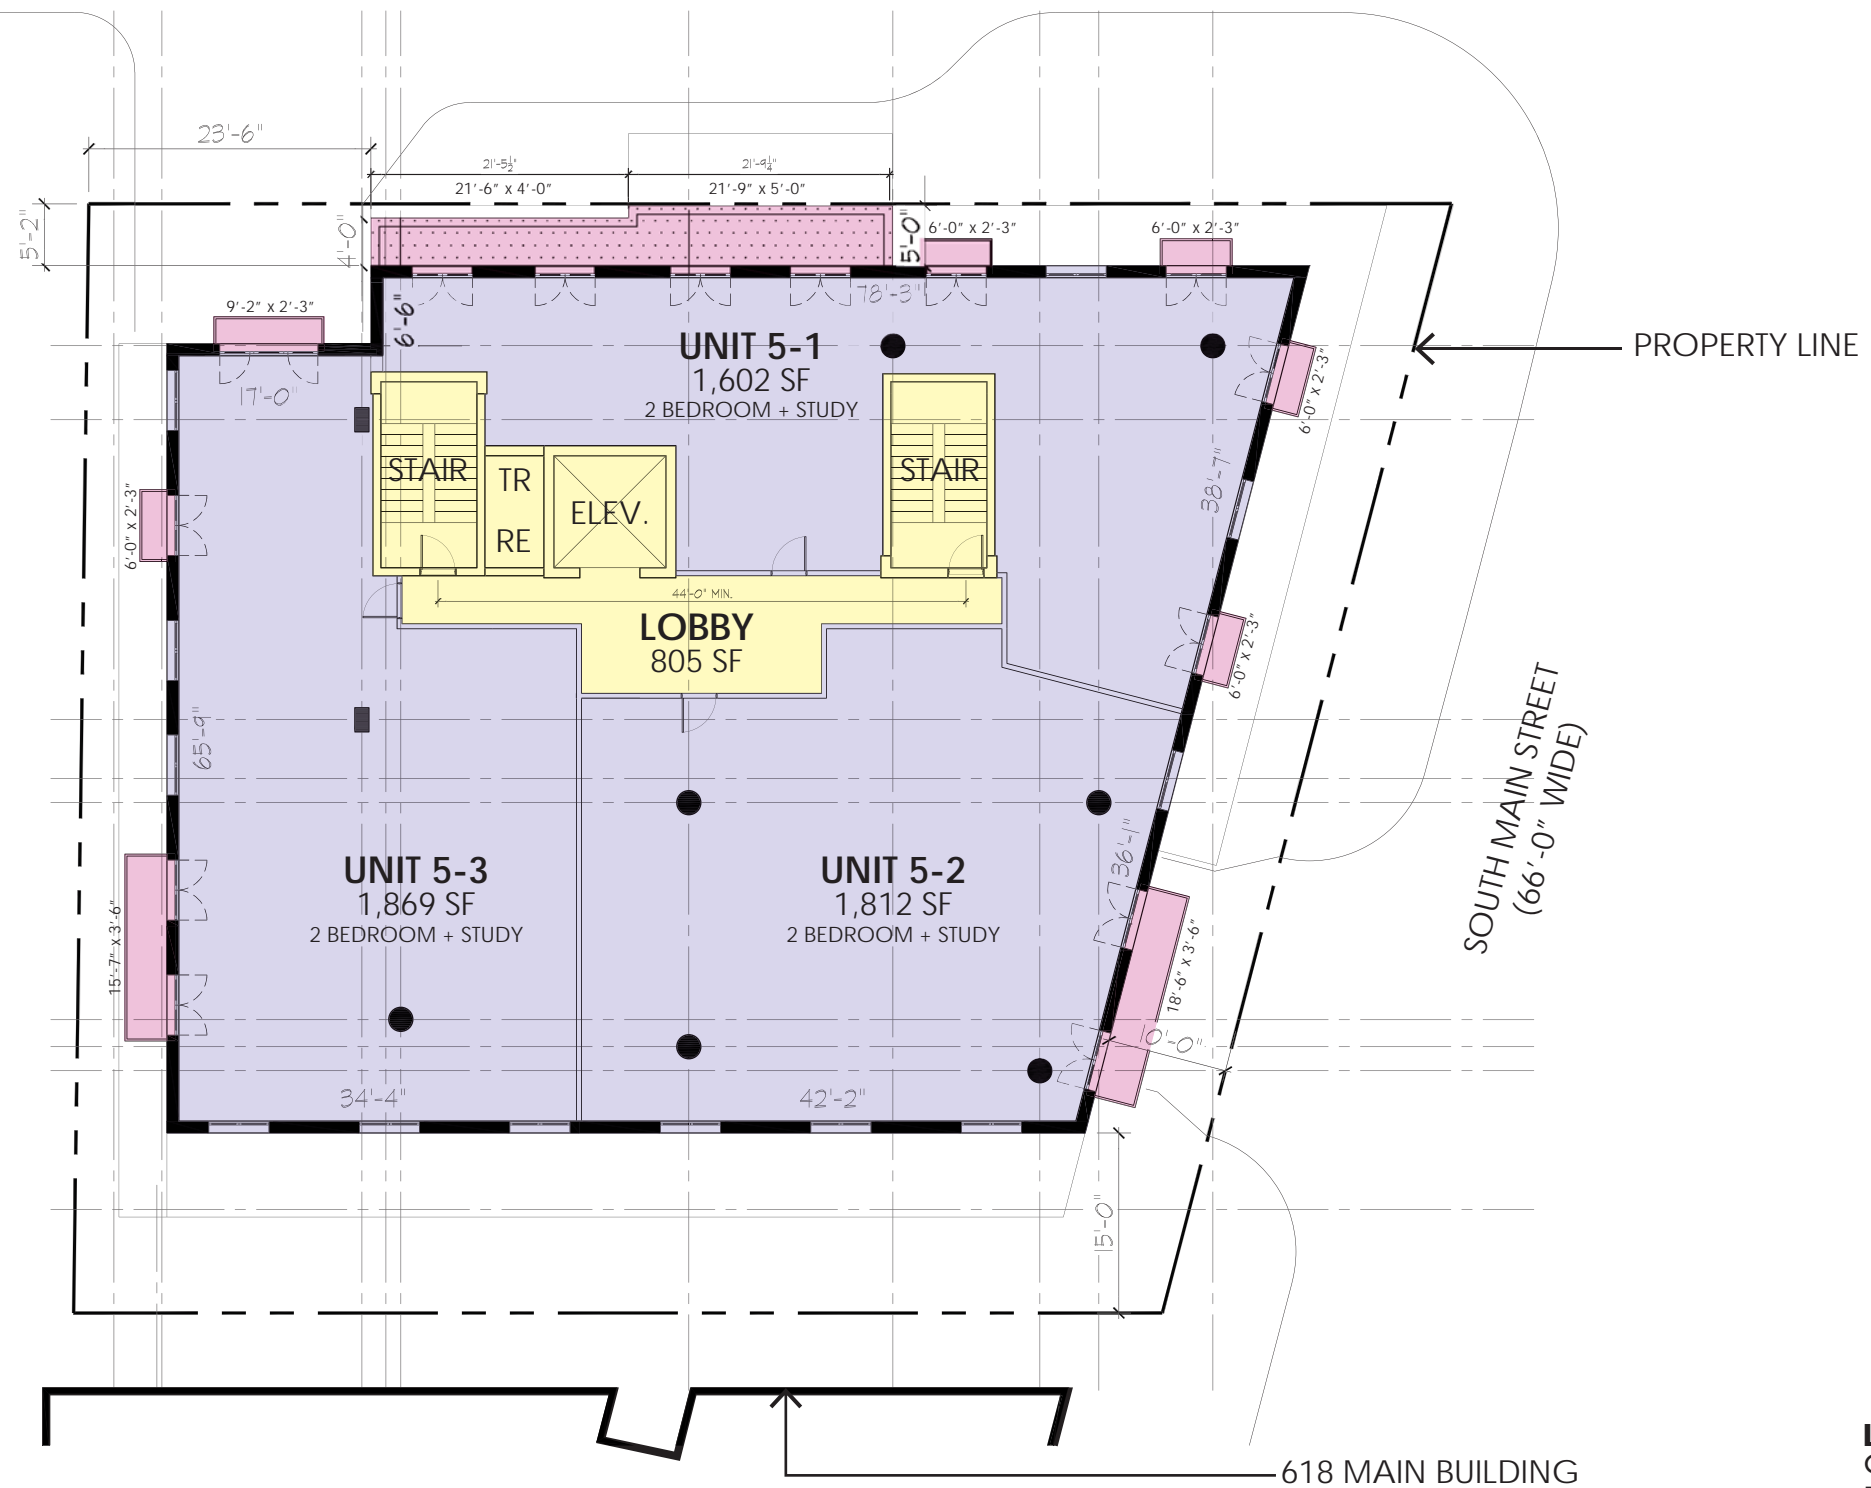 23'-6"
21'-5½"
21'-9¼"
21'-6" x 4'-0"
21'-9" x 5'-0"
5'-2"
4'-0"
5'-0"
6'-0" x 2'-3"
6'-0" x 2'-3"
9'-2" x 2'-3"
6'-6"
78'-3"
UNIT 5-1
1,602 SF
2 BEDROOM + STUDY
PROPERTY LINE
17'-0"
6'-0" x 2'-3"
STAIR
TR
RE
ELEV.
STAIR
38'-7"
6'-0" x 2'-3"
44'-0" MIN.
LOBBY
805 SF
6'-0" x 2'-3"
65'-9"
SOUTH MAIN STREET
(66'-0" WIDE)
UNIT 5-3
1,869 SF
2 BEDROOM + STUDY
UNIT 5-2
1,812 SF
2 BEDROOM + STUDY
36'-1"
15'-7" x 3'-6"
18'-6" x 3'-6"
34'-4"
42'-2"
15'-0"
618 MAIN BUILDING